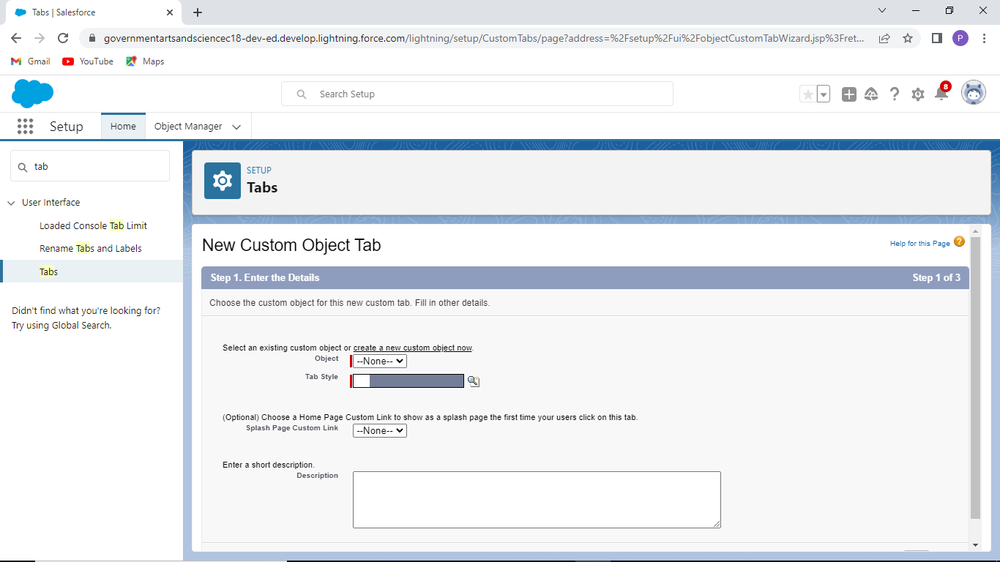 Tabs | Salesforce
governmentartsandsciencec18-dev-ed.develop.lightning.force.com/lightning/setup/CustomTabs/page?address=%2Fsetup%2Fui%2FobjectCustomTabWizard.jsp%3Fret...
P
Gmail YouTube Maps
Search Setup
8
Setup Home Object Manager
tab
User Interface
Loaded Console Tab Limit
Rename Tabs and Labels
Tabs
Didn't find what you're looking for?
Try using Global Search.
SETUP
Tabs
New Custom Object Tab
Help for this Page ?
Step 1. Enter the Details Step 1 of 3
Choose the custom object for this new custom tab. Fill in other details.
Select an existing custom object or create a new custom object now.
Object --None--
Tab Style
(Optional) Choose a Home Page Custom Link to show as a splash page the first time your users click on this tab.
Splash Page Custom Link --None--
Enter a short description.
Description